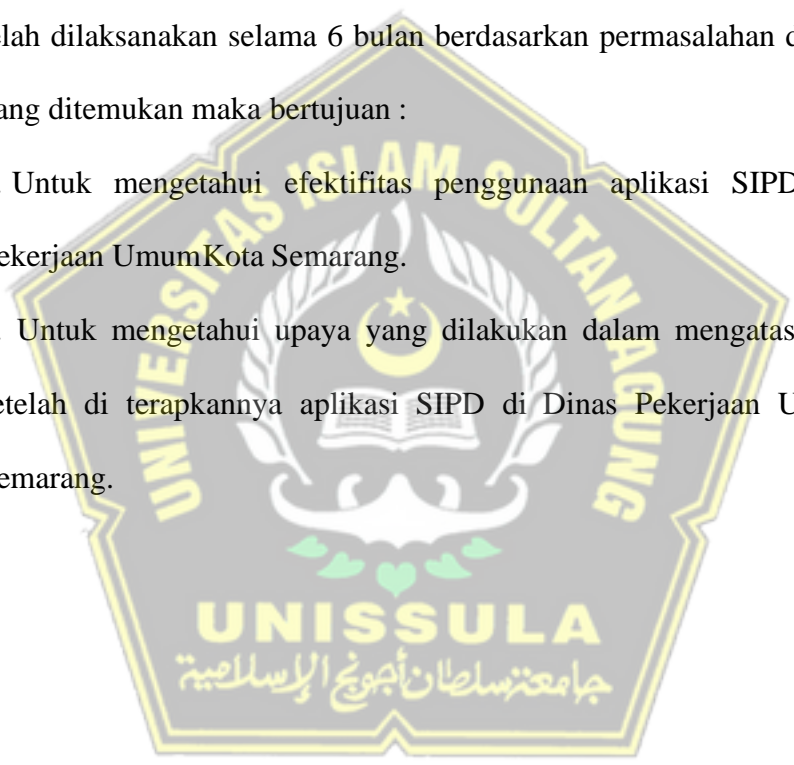 elah dilaksanakan selama 6 bulan berdasarkan permasalahan d
ang ditemukan maka bertujuan :
Untuk mengetahui efektifitas penggunaan aplikasi SIPD
ekerjaan UmumKota Semarang.
. Untuk mengetahui upaya yang dilakukan dalam mengatas
etelah di terapkannya aplikasi SIPD di Dinas Pekerjaan U
emarang.
UNIVERSITAS ISLAM SULTAN AGUNG
UNISSULA
جامعتسلطان أجونج الإسلامية